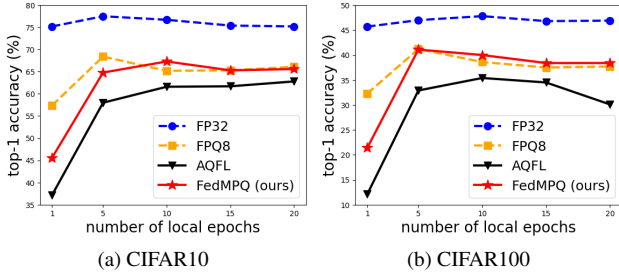 top-1 accuracy (%)
80
75
70
65
60
55
50
45
40
35
1
5
10
15
20
number of local epochs
FP32
FPQ8
AQFL
FedMPQ (ours)
(a) CIFAR10
top-1 accuracy (%)
50
45
40
35
30
25
20
15
10
1
5
10
15
20
number of local epochs
FP32
FPQ8
AQFL
FedMPQ (ours)
(b) CIFAR100